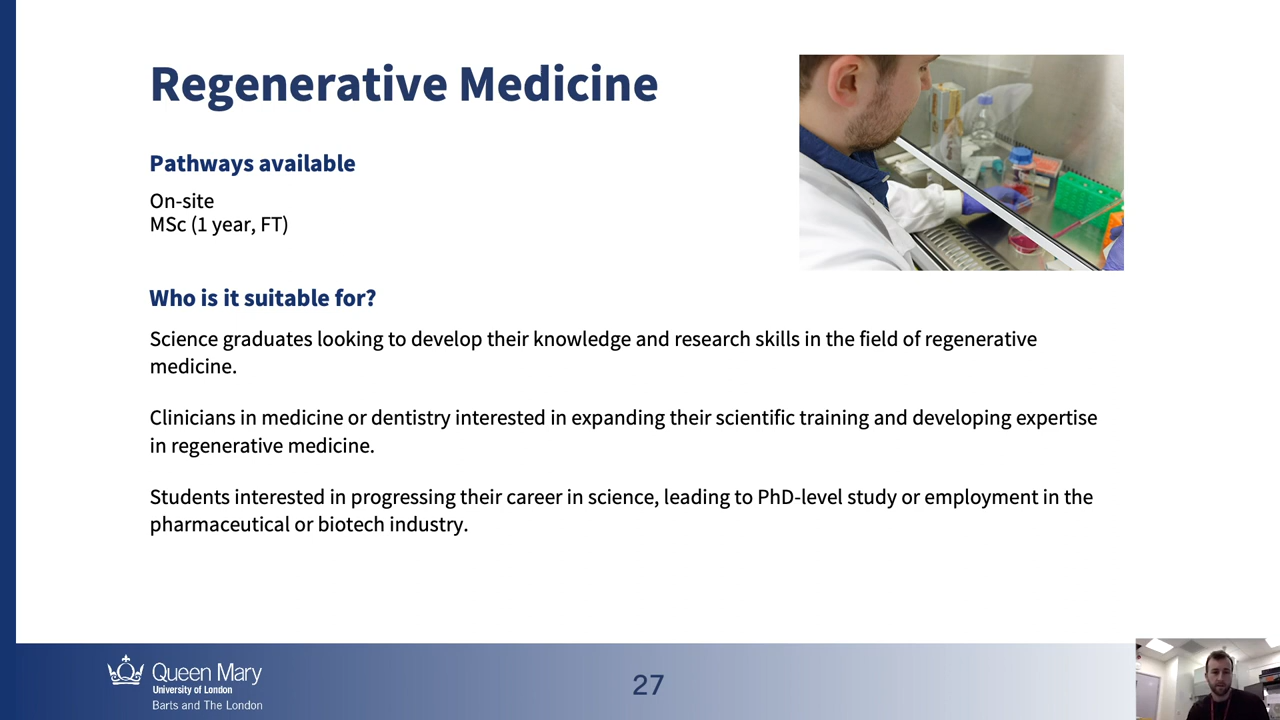 Regenerative Medicine
Pathways available
On-site
MSc (1 year, FT)
Who is it suitable for?
Science graduates looking to develop their knowledge and research skills in the field of regenerative
medicine.
Clinicians in medicine or dentistry interested in expanding their scientific training and developing expertise
in regenerative medicine.
Students interested in progressing their career in science, leading to PhD-level study or employment in the
pharmaceutical or biotech industry.
Queen Mary
University of London
Barts and The London
27